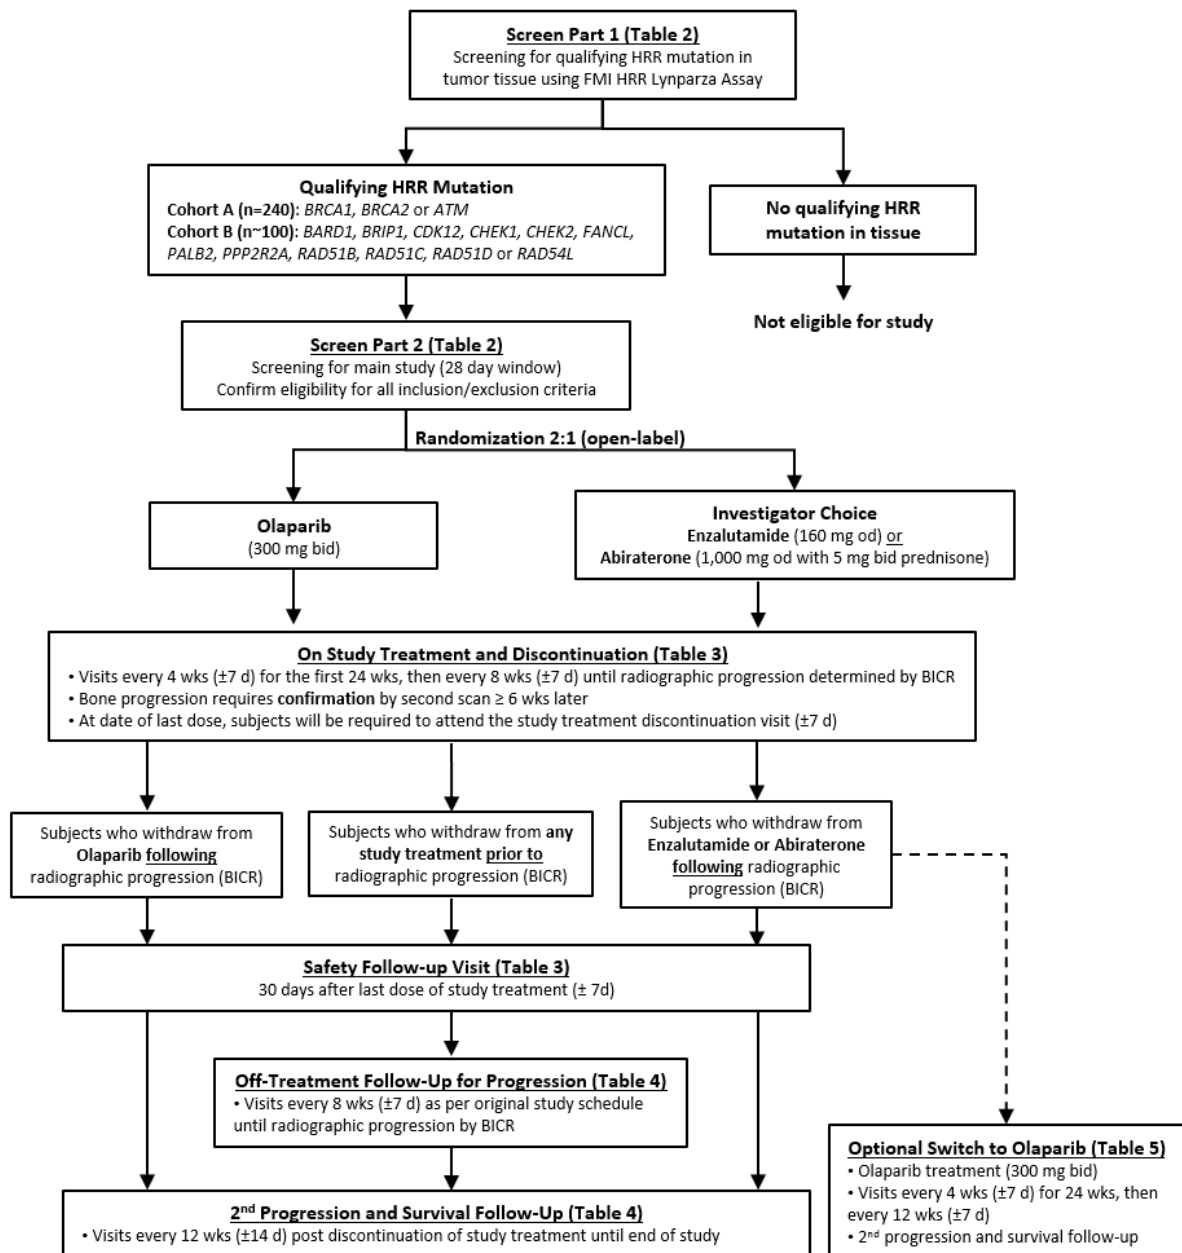 Screen Part 1 (Table 2)
Screening for qualifying HRR mutation in
tumor tissue using FMI HRR Lynparza Assay
Qualifying HRR Mutation
Cohort A (n=240): BRCA1, BRCA2 or ATM
Cohort B (n~100): BARD1, BRIP1, CDK12, CHEK1, CHEK2, FANCL,
PALB2, PPP2R2A, RAD51B, RAD51C, RAD51D or RAD54L
No qualifying HRR
mutation in tissue
Not eligible for study
Screen Part 2 (Table 2)
Screening for main study (28 day window)
Confirm eligibility for all inclusion/exclusion criteria
Randomization 2:1 (open-label)
Olaparib
(300 mg bid)
Investigator Choice
Enzalutamide (160 mg od) or
Abiraterone (1,000 mg od with 5 mg bid prednisone)
On Study Treatment and Discontinuation (Table 3)
• Visits every 4 wks (±7 d) for the first 24 wks, then every 8 wks (±7 d) until radiographic progression determined by BICR
• Bone progression requires confirmation by second scan ≥ 6 wks later
• At date of last dose, subjects will be required to attend the study treatment discontinuation visit (±7 d)
Subjects who withdraw from
Olaparib following
radiographic progression (BICR)
Subjects who withdraw from any
study treatment prior to
radiographic progression (BICR)
Subjects who withdraw from
Enzalutamide or Abiraterone
following radiographic
progression (BICR)
Safety Follow-up Visit (Table 3)
30 days after last dose of study treatment (± 7d)
Off-Treatment Follow-Up for Progression (Table 4)
• Visits every 8 wks (±7 d) as per original study schedule
until radiographic progression by BICR
2nd Progression and Survival Follow-Up (Table 4)
• Visits every 12 wks (±14 d) post discontinuation of study treatment until end of study
Optional Switch to Olaparib (Table 5)
• Olaparib treatment (300 mg bid)
• Visits every 4 wks (±7 d) for 24 wks, then
every 12 wks (±7 d)
• 2nd progression and survival follow-up